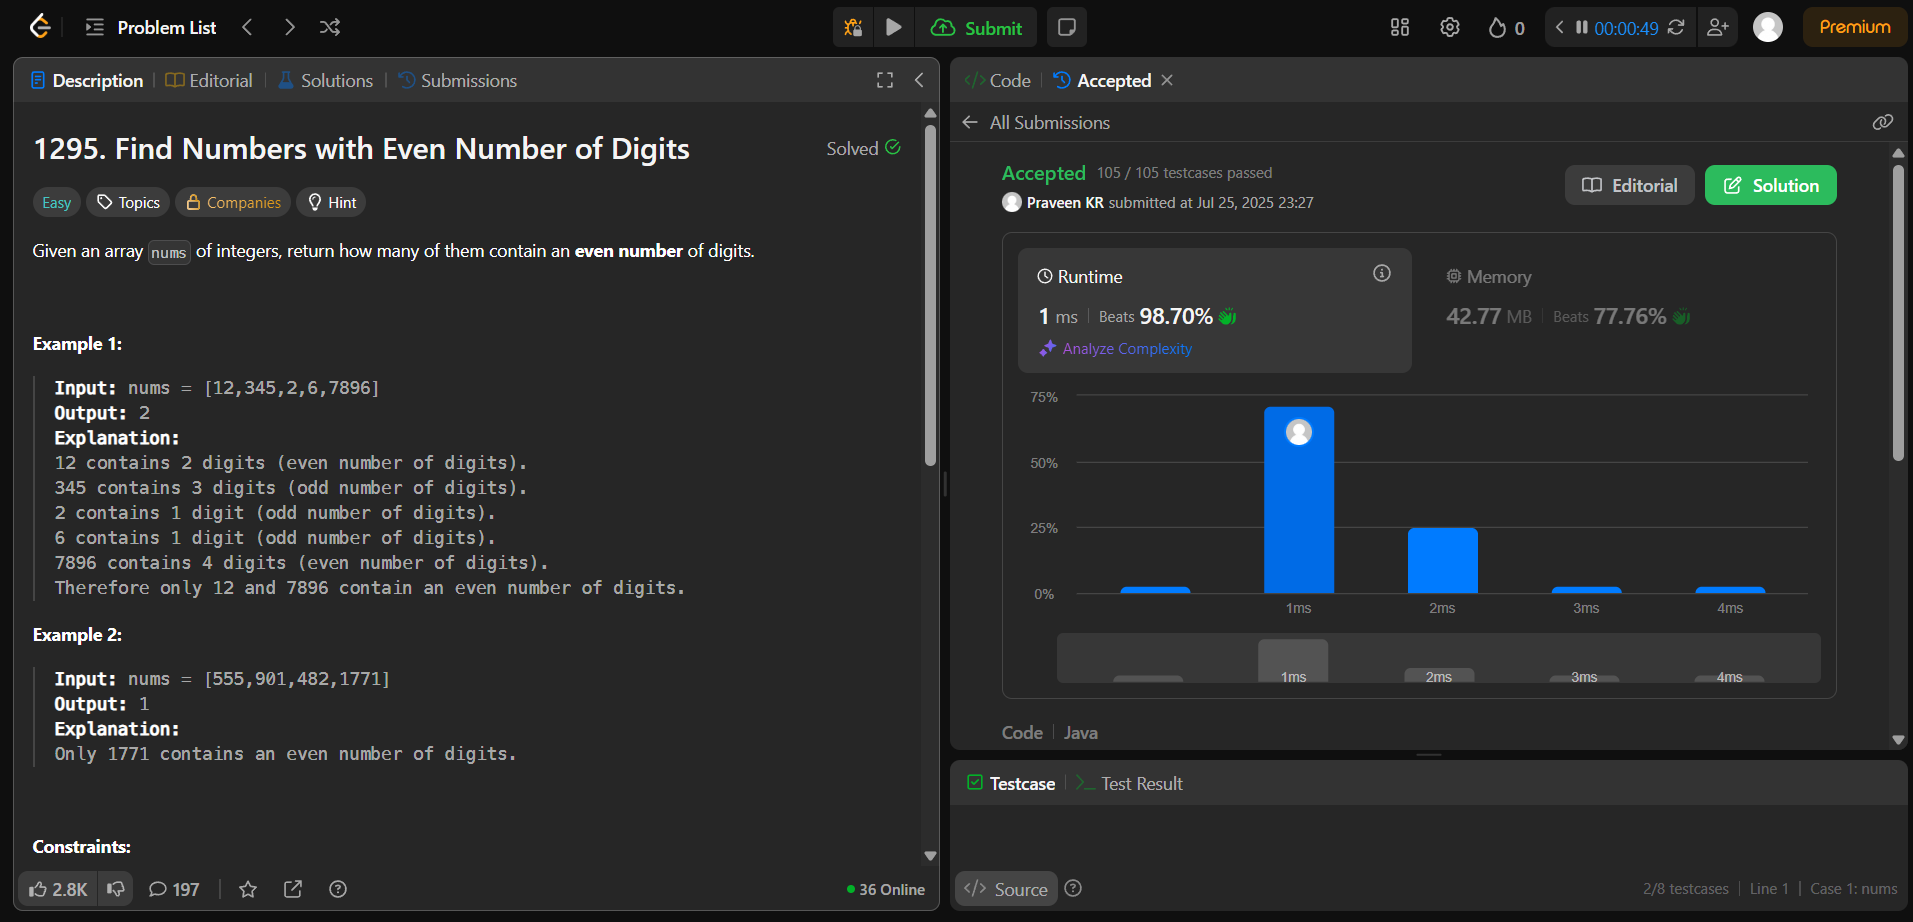 Problem List
Submit
0
00:00:49
Premium
Description
Editorial
Solutions
Submissions
1295. Find Numbers with Even Number of Digits
Solved
Easy
Topics
Companies
Hint
Given an array nums of integers, return how many of them contain an even number of digits.
Example 1:
Input: nums = [12,345,2,6,7896]
Output: 2
Explanation:
12 contains 2 digits (even number of digits).
345 contains 3 digits (odd number of digits).
2 contains 1 digit (odd number of digits).
6 contains 1 digit (odd number of digits).
7896 contains 4 digits (even number of digits).
Therefore only 12 and 7896 contain an even number of digits.
Example 2:
Input: nums = [555,901,482,1771]
Output: 1
Explanation:
Only 1771 contains an even number of digits.
Constraints:
2.8K
197
36 Online
Code
Accepted
All Submissions
Accepted 105 / 105 testcases passed
Praveen KR submitted at Jul 25, 2025 23:27
Editorial
Solution
Runtime
1 ms
Beats 98.70%
Analyze Complexity
Memory
42.77 MB
Beats 77.76%
75%
50%
25%
0%
1ms
2ms
3ms
4ms
1ms
2ms
3ms
4ms
Code
Java
Testcase
Test Result
Source
2/8 testcases
Line 1
Case 1: nums